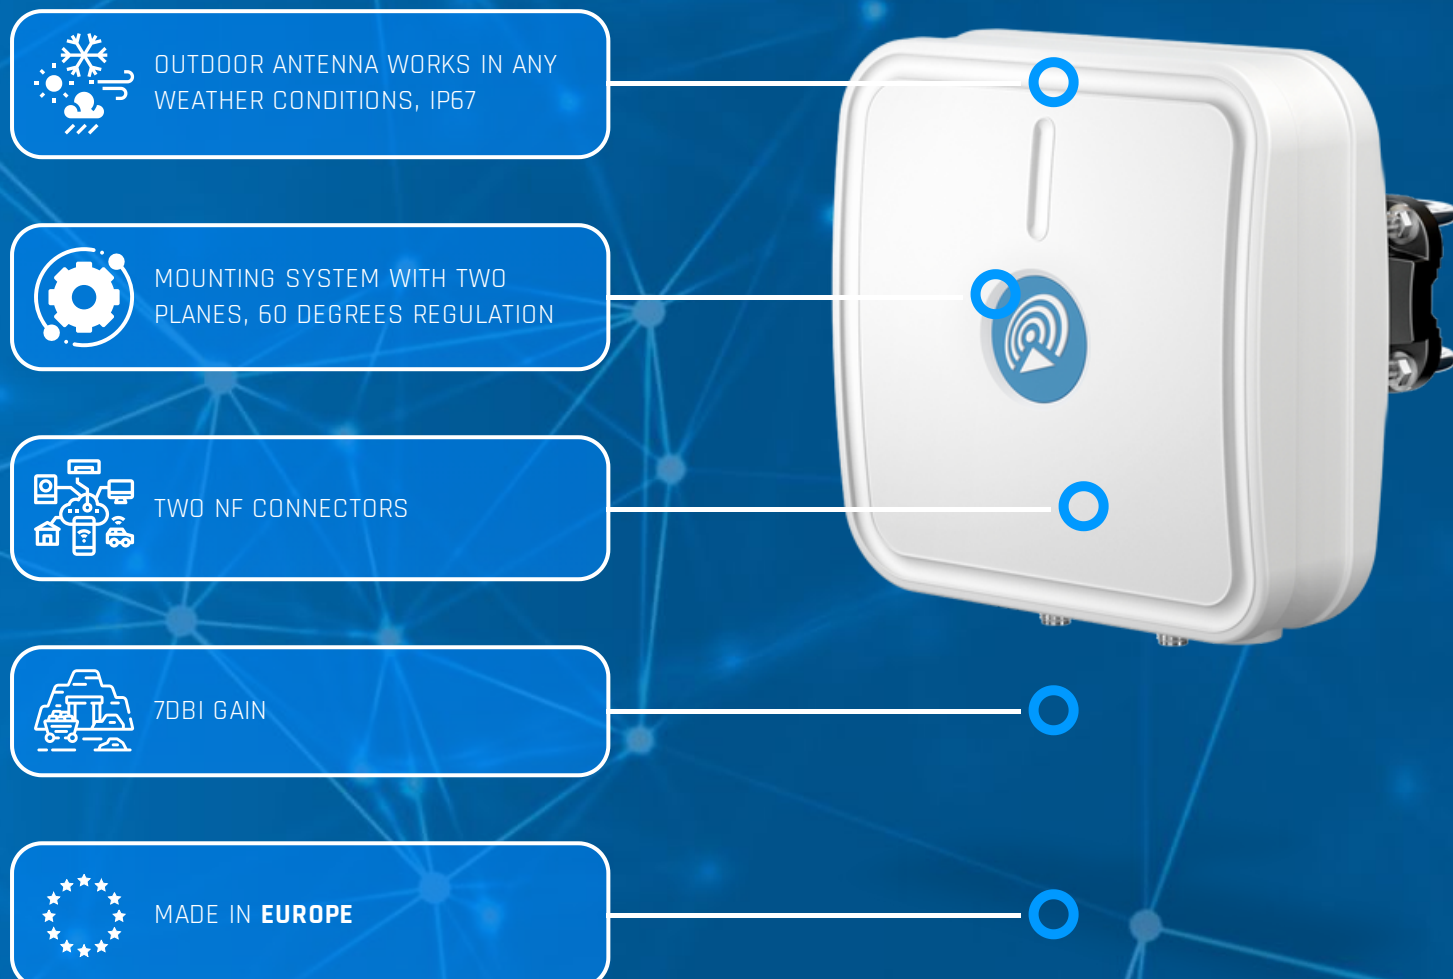 OUTDOOR ANTENNA WORKS IN ANY
WEATHER CONDITIONS, IP67
MOUNTING SYSTEM WITH TWO
PLANES, 60 DEGREES REGULATION
TWO NF CONNECTORS
7DBI GAIN
MADE IN EUROPE